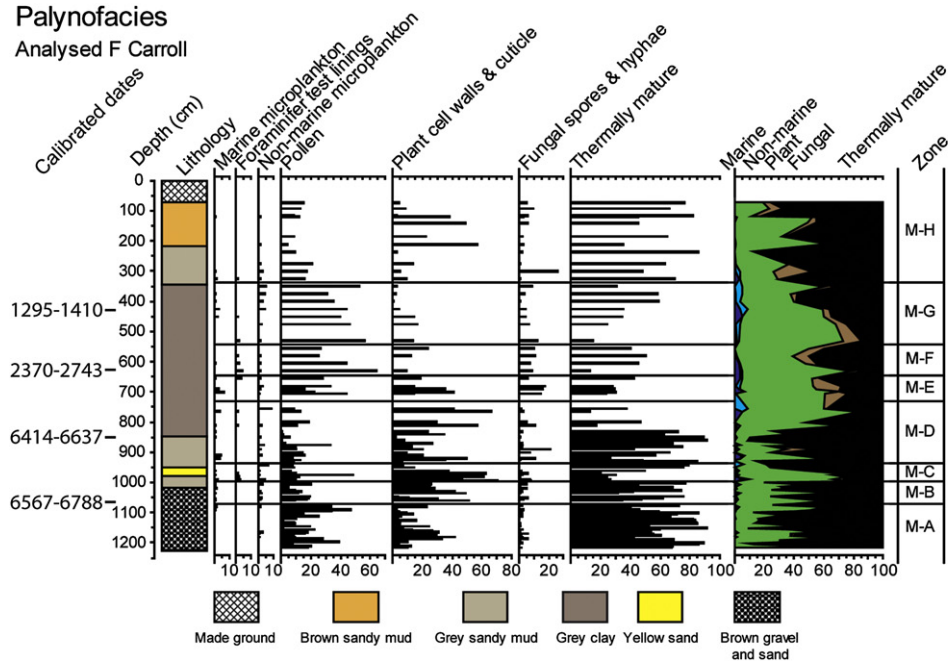 Palynofacies
Analysed F Carroll
Calibrated dates
Depth (cm)
Lithology
Marine microplankton
Foraminifer test linings
Non-marine microplankton
Pollen
Plant cell walls & cuticle
Fungal spores & hyphae
Thermally mature
Marine
Non-marine
Plant
Fungal
Thermally mature
Zone
0
100
200
300
400
500
600
700
800
900
1000
1100
1200
1295-1410
2370-2743
6414-6637
6567-6788
M-H
M-G
M-F
M-E
M-D
M-C
M-B
M-A
10 10 10 20 40 60 20 40 60 80 20 20 40 60 80 100 20 40 60 80 100
Made ground
Brown sandy mud
Grey sandy mud
Grey clay
Yellow sand
Brown gravel
and sand